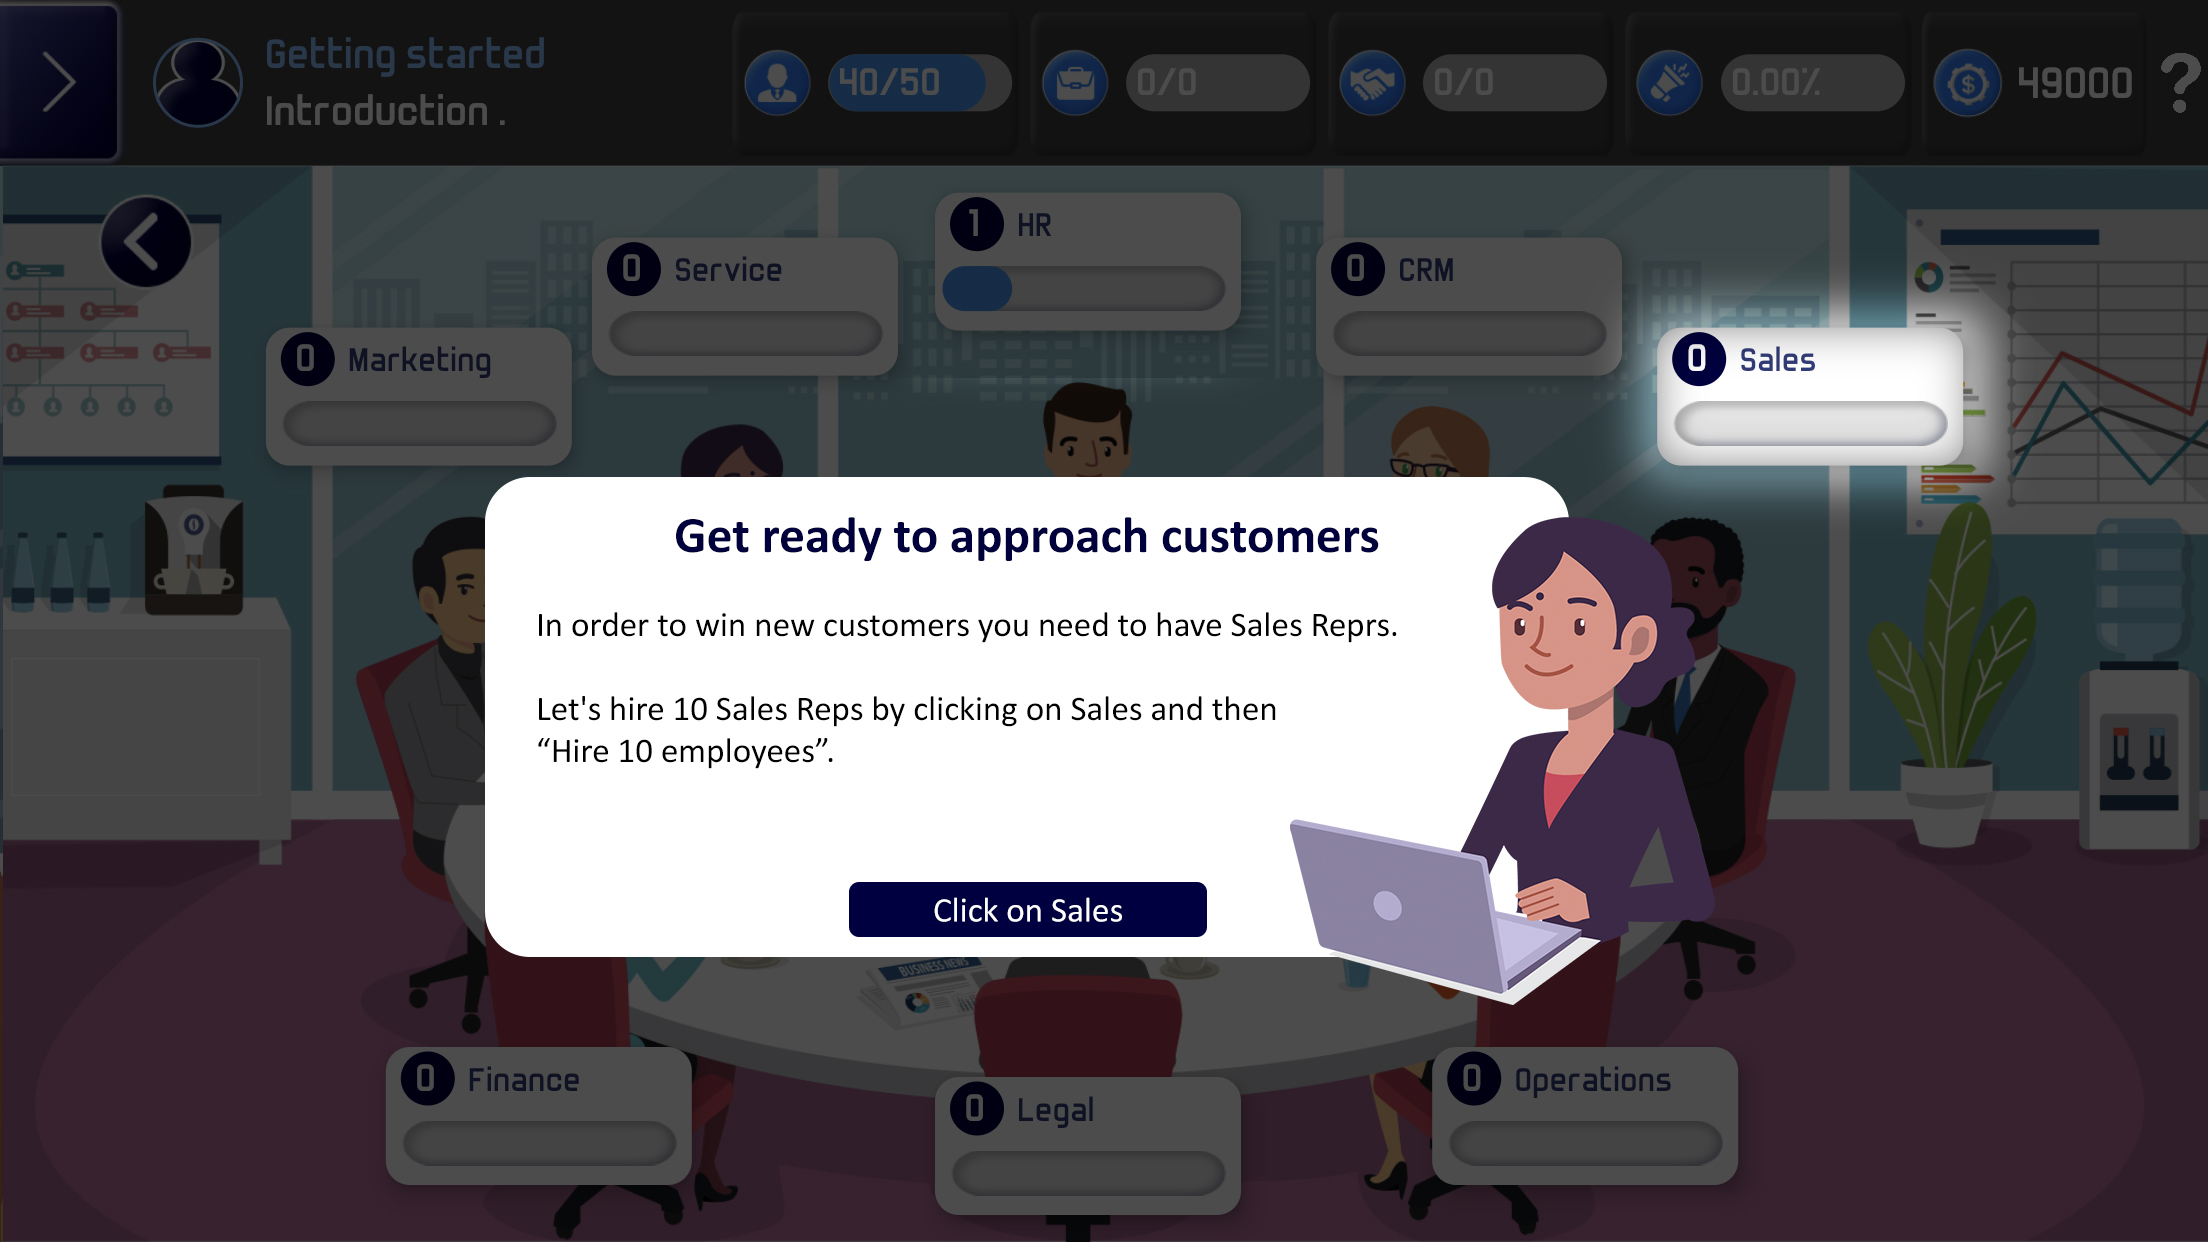 Getting started
Introduction .
40/50
0/0
0/0
0.00%
49000
?
1 HR
0 Service
0 CRM
0 Marketing
0 Sales
Get ready to approach customers
In order to win new customers you need to have Sales Reprs.
Let's hire 10 Sales Reps by clicking on Sales and then
“Hire 10 employees”.
Click on Sales
BUSINESS NEWS
0 Finance
0 Legal
0 Operations